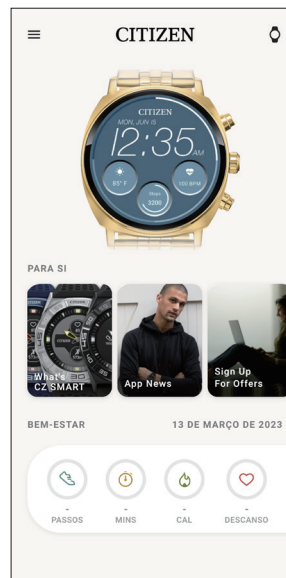 CITIZEN
CITIZEN
MON, JUN 15
12:35 AM
85° F
100 BPM
3200
PARA SI
What's
CZ SMART
App News
Sign Up
For Offers
BEM-ESTAR 13 DE MARÇO DE 2023
- - - -
PASSOS MINS CAL DESCANSO